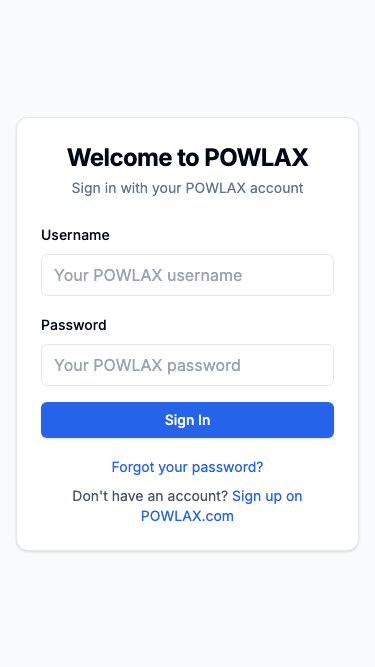 Welcome to POWLAX
Sign in with your POWLAX account
Username
Your POWLAX username
Password
Your POWLAX password
Sign In
Forgot your password?
Don't have an account? Sign up on
POWLAX.com